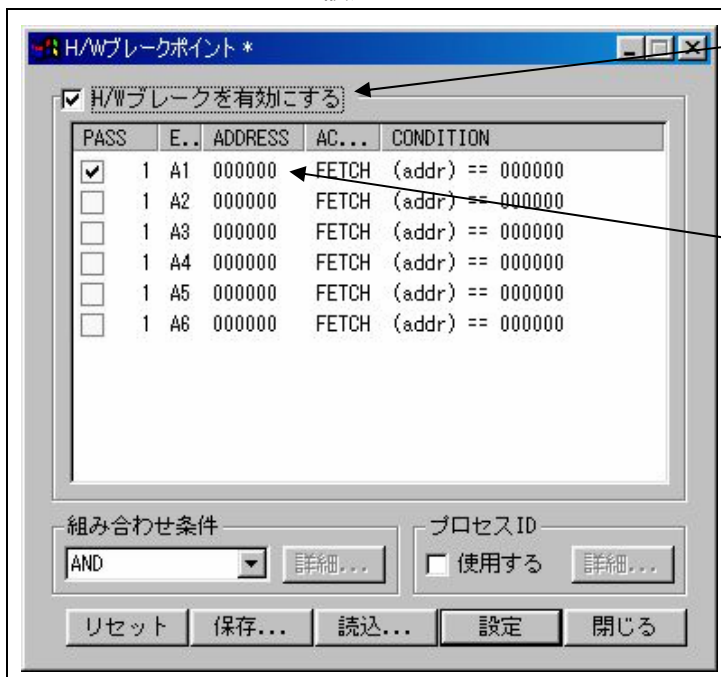 H/Wブレークポイント *
H/Wブレークを有効にする
PASS E.. ADDRESS AC... CONDITION
1 A1 000000 FETCH (addr) == 000000
1 A2 000000 FETCH (addr) == 000000
1 A3 000000 FETCH (addr) == 000000
1 A4 000000 FETCH (addr) == 000000
1 A5 000000 FETCH (addr) == 000000
1 A6 000000 FETCH (addr) == 000000
組み合わせ条件 プロセスID
AND 詳細... 使用する 詳細...
リセット 保存... 読込... 設定 閉じる